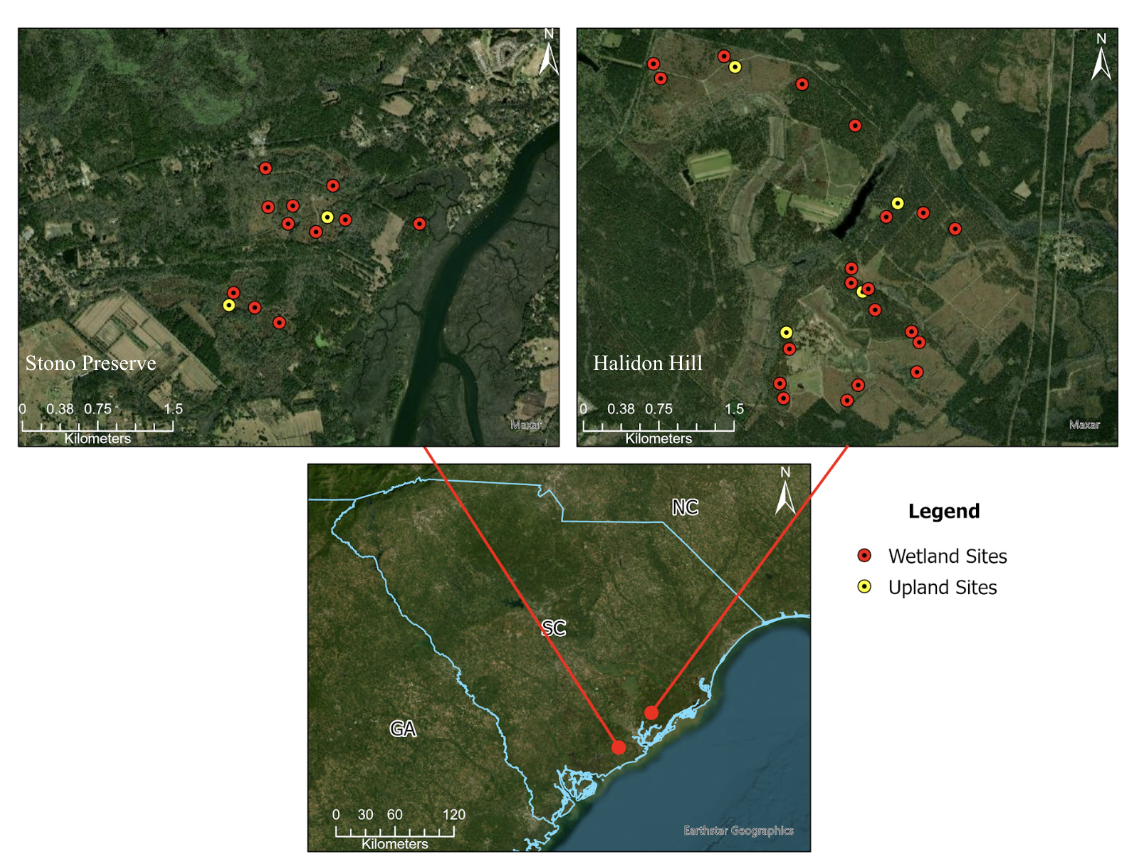 N
Stono Preserve
0 0.38 0.75 1.5
Kilometers
Maxar
N
Halidon Hill
0 0.38 0.75 1.5
Kilometers
Maxar
N
NC
SC
GA
0 30 60 120
Kilometers
Earthstar Geographics
Legend
Wetland Sites
Upland Sites